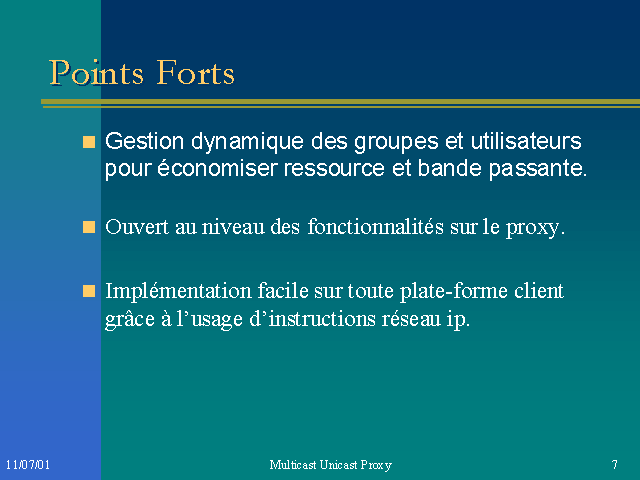 Points Forts
Gestion dynamique des groupes et utilisateurs
pour économiser ressource et bande passante.
Ouvert au niveau des fonctionnalités sur le proxy.
Implémentation facile sur toute plate-forme client
grâce à l’usage d’instructions réseau ip.
11/07/01
Multicast Unicast Proxy
7